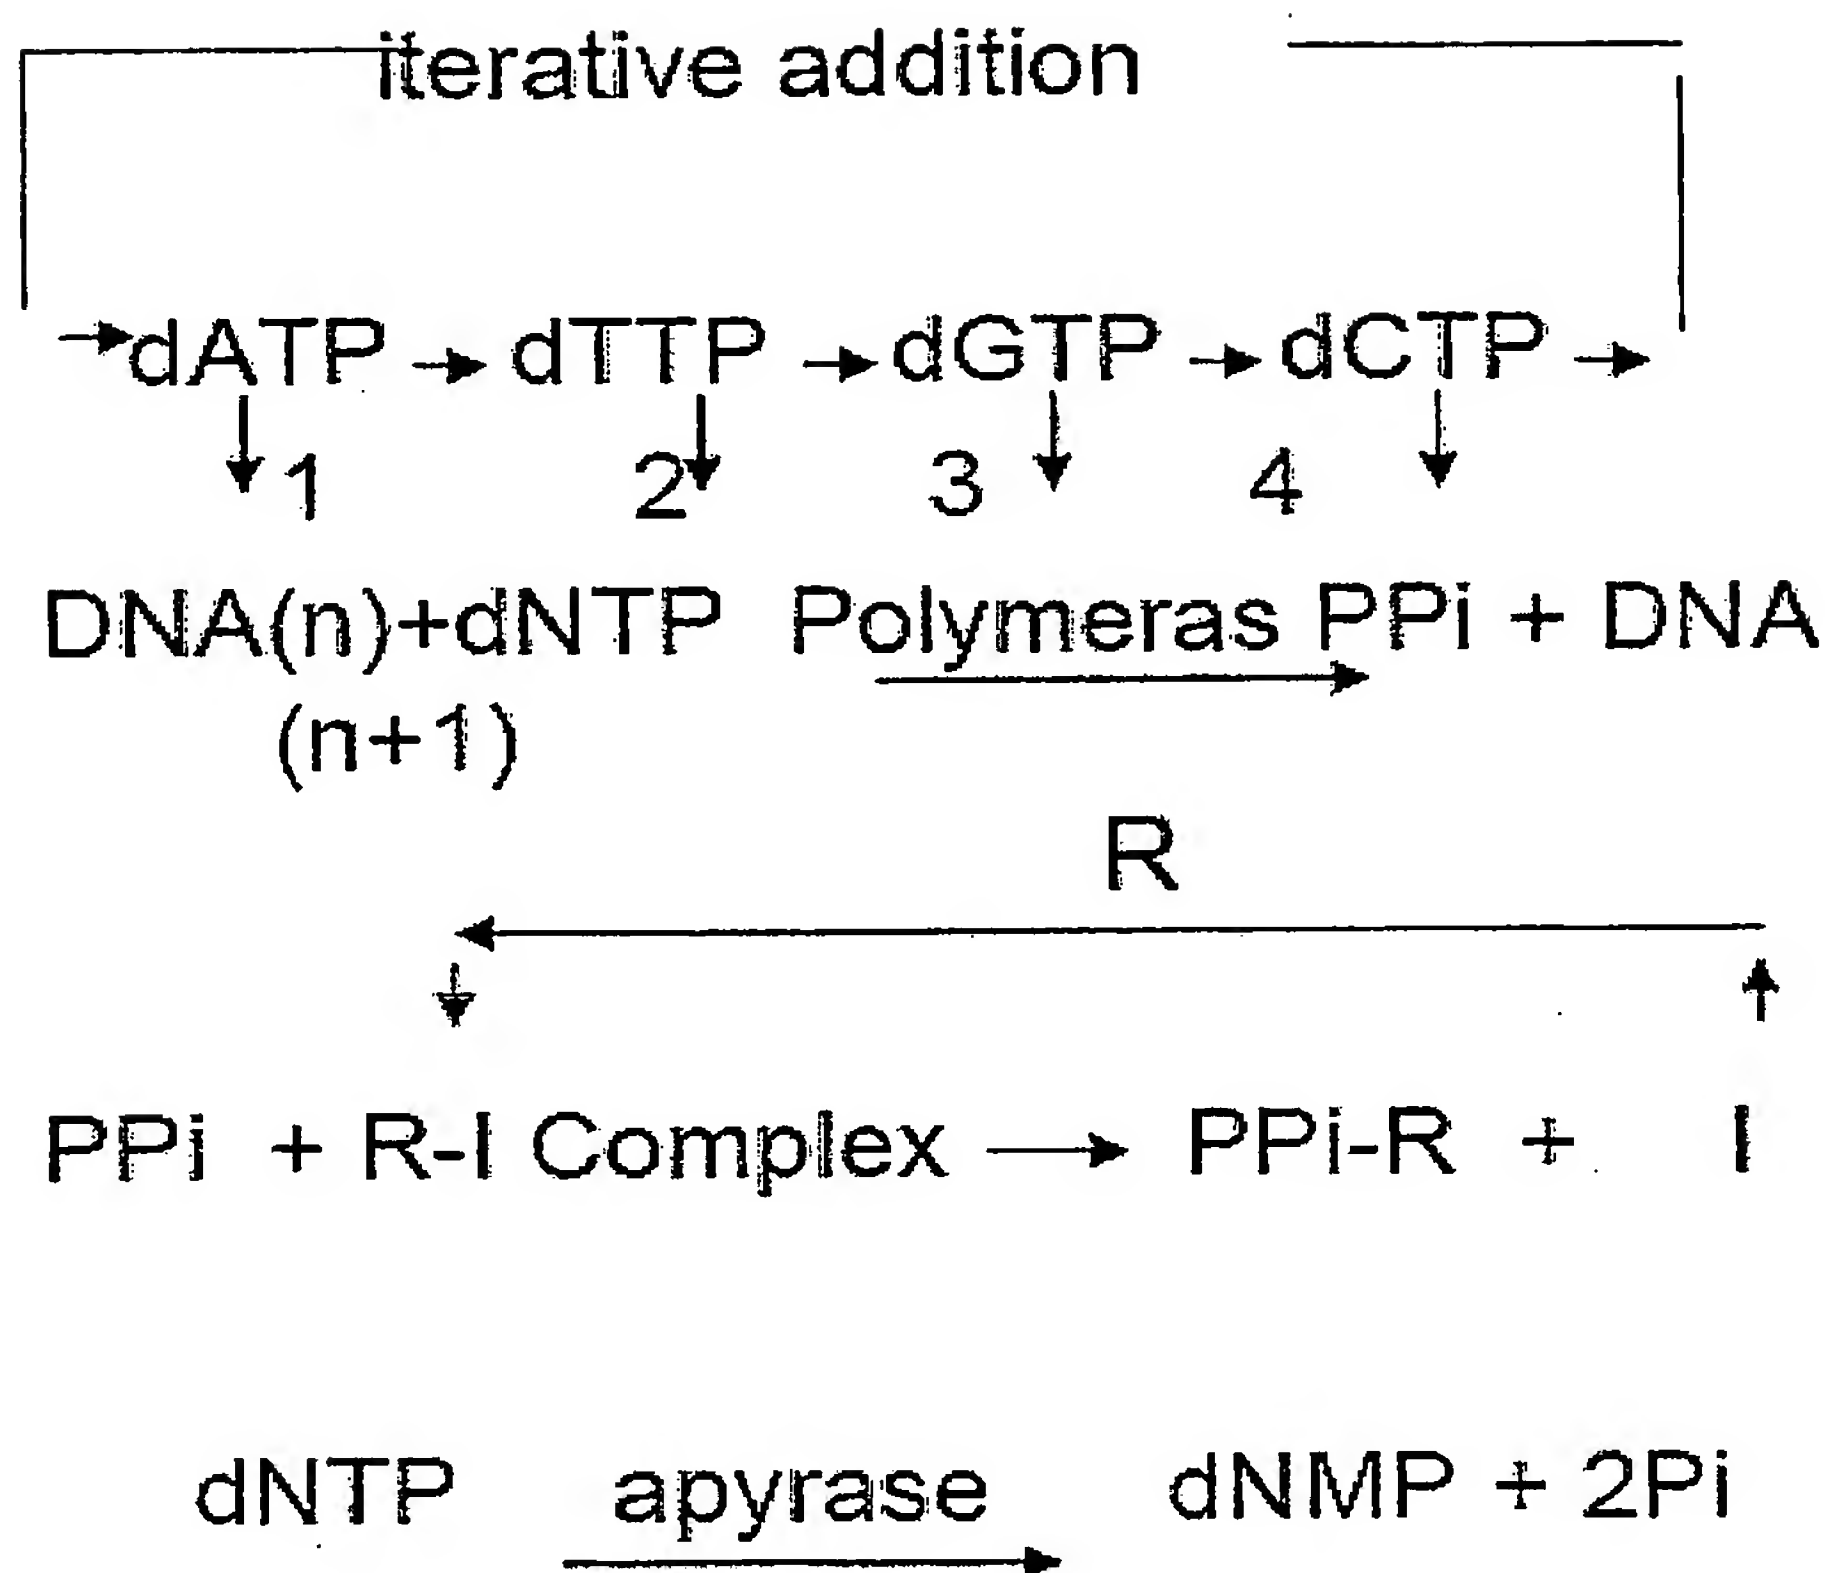 iterative addition
dATP dTTP dGTP dCTP
1 2 3 4
DNA(n)+dNTP Polymeras PPi + DNA
(n+1)
R
PPi + R-I Complex PPi-R + I
dNTP apyrase dNMP + 2Pi